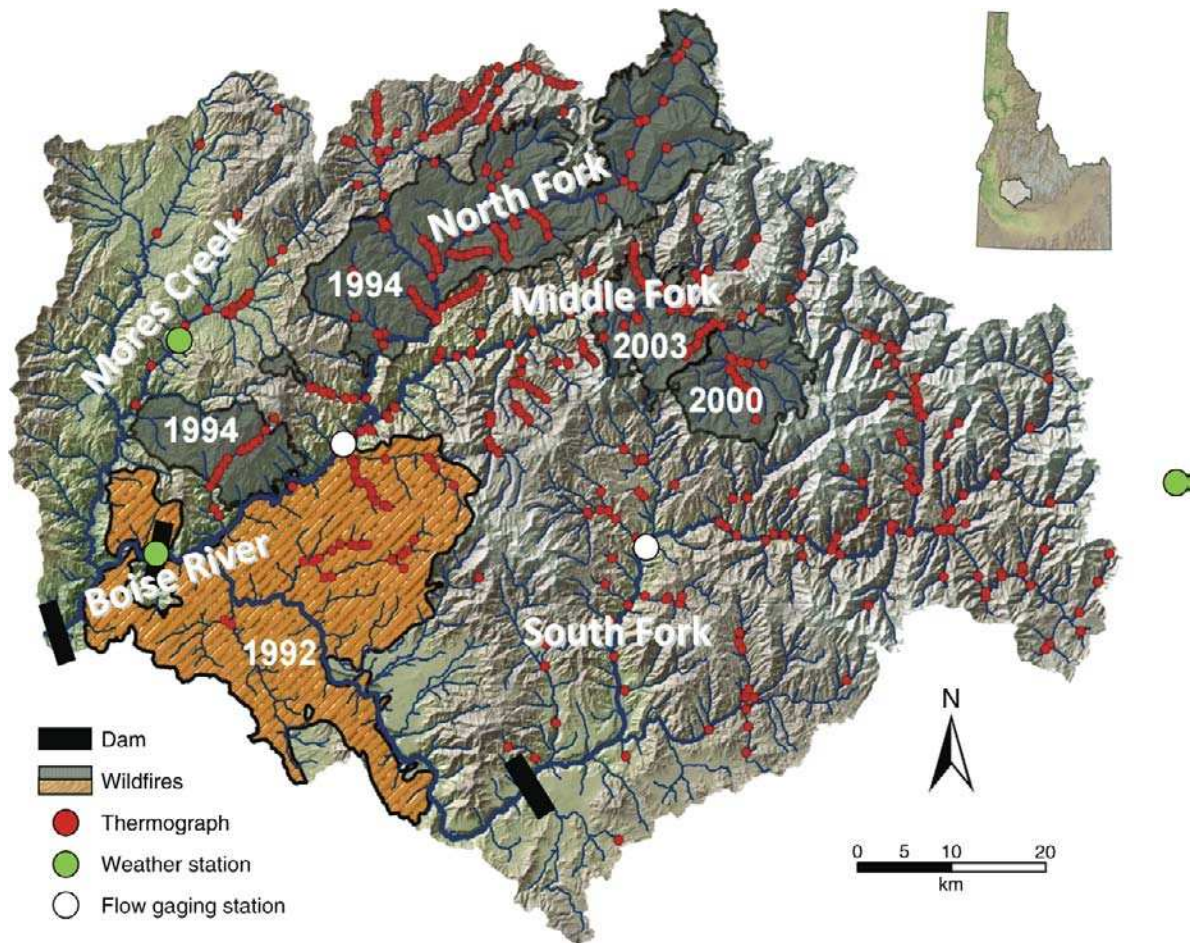 North Fork
Mores Creek
1994
Middle Fork
2003
2000
1994
Boise River
1992
South Fork
N
Dam
Wildfires
Thermograph
Weather station
Flow gaging station
0 5 10 20
km